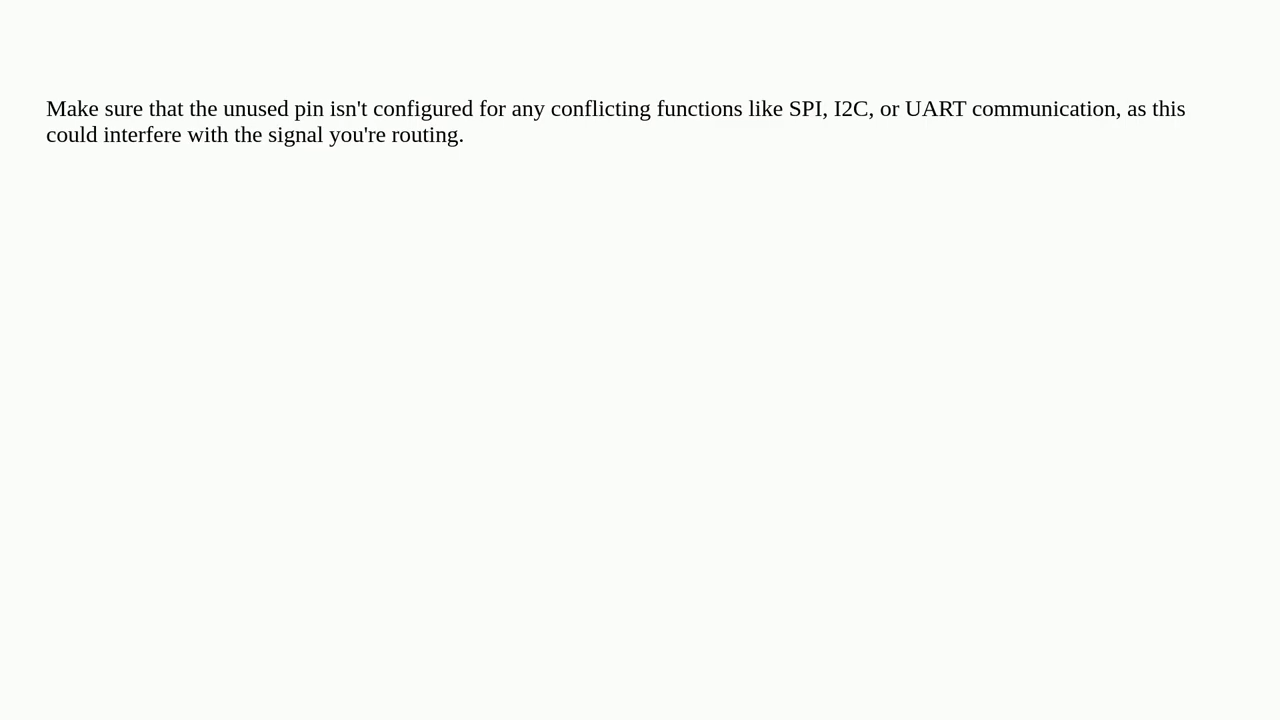 Make sure that the unused pin isn't configured for any conflicting functions like SPI, I2C, or UART communication, as this
could interfere with the signal you're routing.